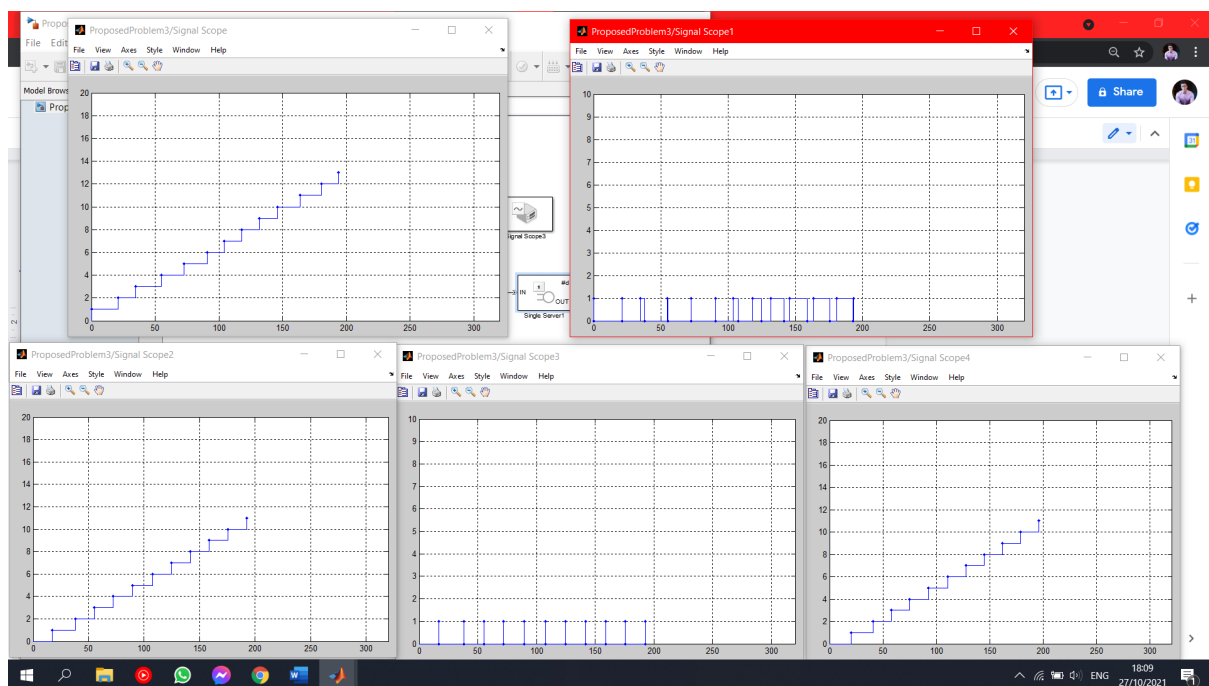 Propo
File Edit
Model Brows
Prop
ProposedProblem3/Signal Scope
File View Axes Style Window Help
20
18
16
14
12
10
8
6
4
2
0
0 50 100 150 200 250 300
ProposedProblem3/Signal Scope1
File View Axes Style Window Help
10
9
8
7
6
5
4
3
2
1
0
0 50 100 150 200 250 300
Signal Scope3
IN
OUT
#d
Single Server1
Share
31
2
ProposedProblem3/Signal Scope2
File View Axes Style Window Help
20
18
16
14
12
10
8
6
4
2
0
0 50 100 150 200 250 300
ProposedProblem3/Signal Scope3
File View Axes Style Window Help
10
9
8
7
6
5
4
3
2
1
0
0 50 100 150 200 250 300
ProposedProblem3/Signal Scope4
File View Axes Style Window Help
20
18
16
14
12
10
8
6
4
2
0
0 50 100 150 200 250 300
ENG
18:09
27/10/2021
1